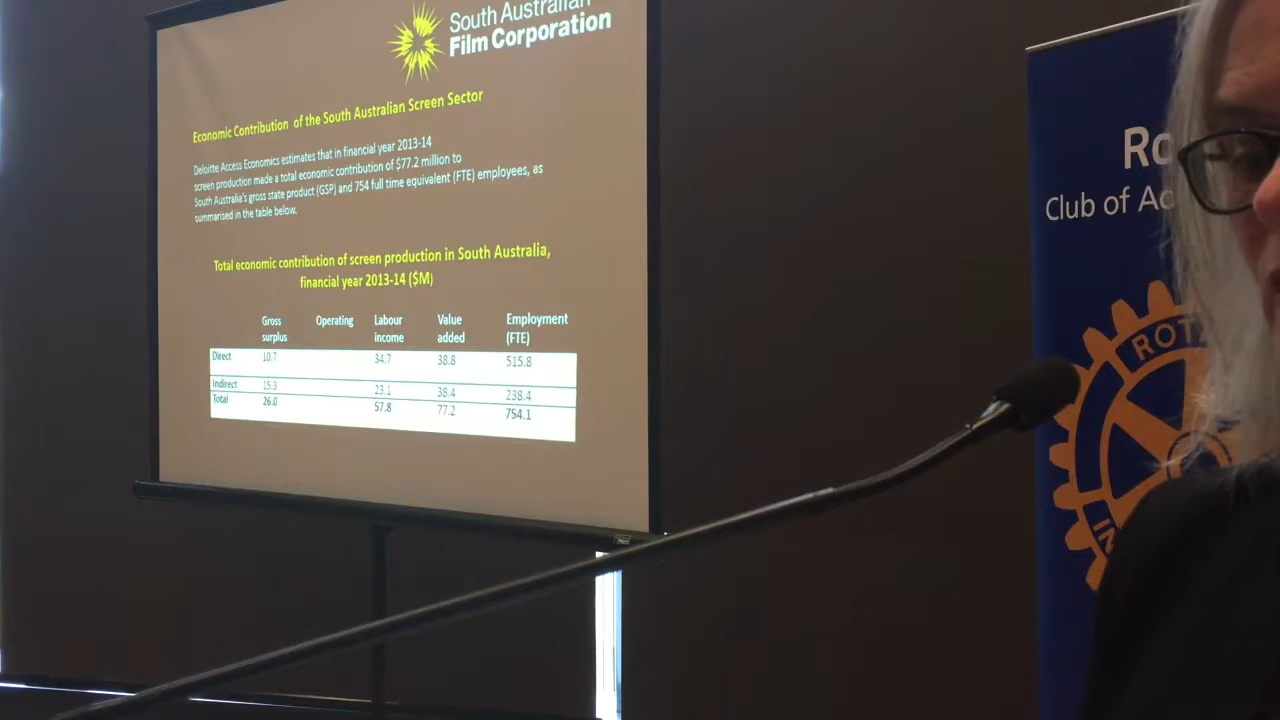 South Australian
Film Corporation
Economic Contribution of the South Australian Screen Sector
Deloitte Access Economics estimates that in financial year 2013-14
screen production made a total economic contribution of $77.2 million to
South Australia's gross state product (GSP) and 754 full time equivalent (FTE) employees, as
summarised in the table below.
Total economic contribution of screen production in South Australia,
financial year 2013-14 ($M)
Gross Operating Labour Value Employment
surplus income added (FTE)
Direct 10.7 34.7 38.8 515.8
Indirect 15.3 23.1 38.4 238.4
Total 26.0 57.8 77.2 754.1
Club of